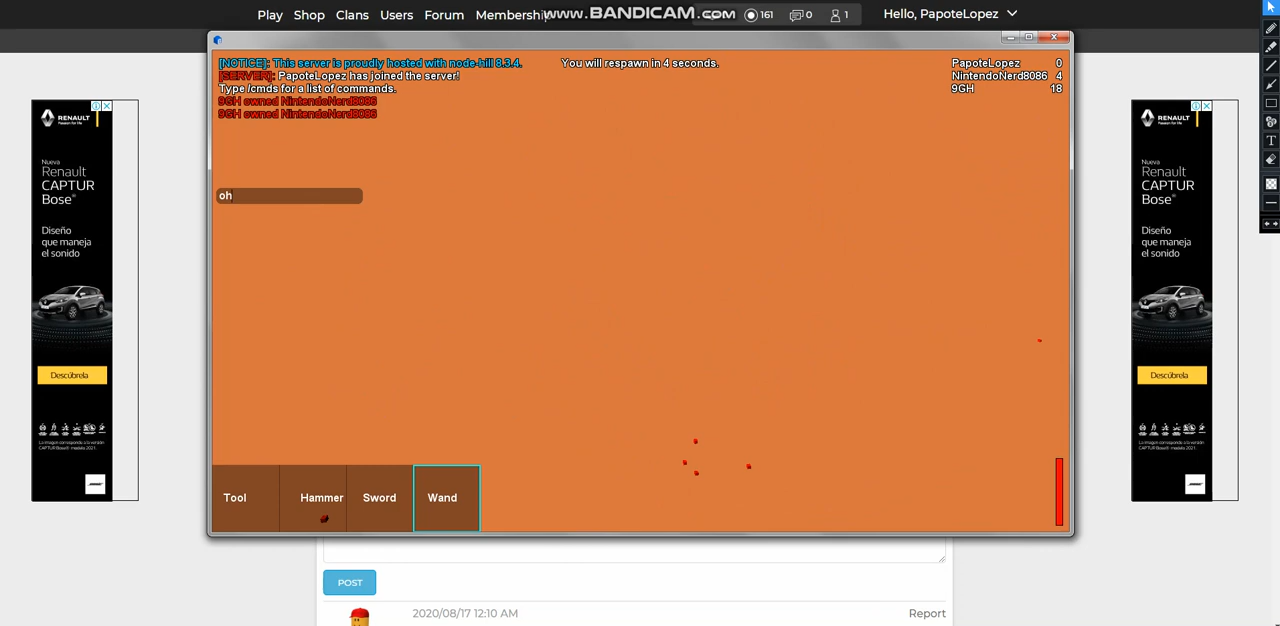 Play Shop Clans Users Forum Membership
www.BANDICAM.com
161 0 1
Hello, PapoteLopez
[NOTICE]: This server is proudly hosted with node-hill 8.3.4.
[SERVER]: PapoteLopez has joined the server!
Type /cmds for a list of commands.
9GH owned NintendoNerd8086
9GH owned NintendoNerd8086
You will respawn in 4 seconds.
PapoteLopez 0
NintendoNerd8086 4
9GH 18
oh
Tool Hammer Sword Wand
RENAULT
Passion for life
Nueva
Renault
CAPTUR
Bose®
Diseño
que maneja
el sonido
Descúbrela
RENAULT
Passion for life
Nueva
Renault
CAPTUR
Bose®
Diseño
que maneja
el sonido
Descúbrela
POST
2020/08/17 12:10 AM
Report
T